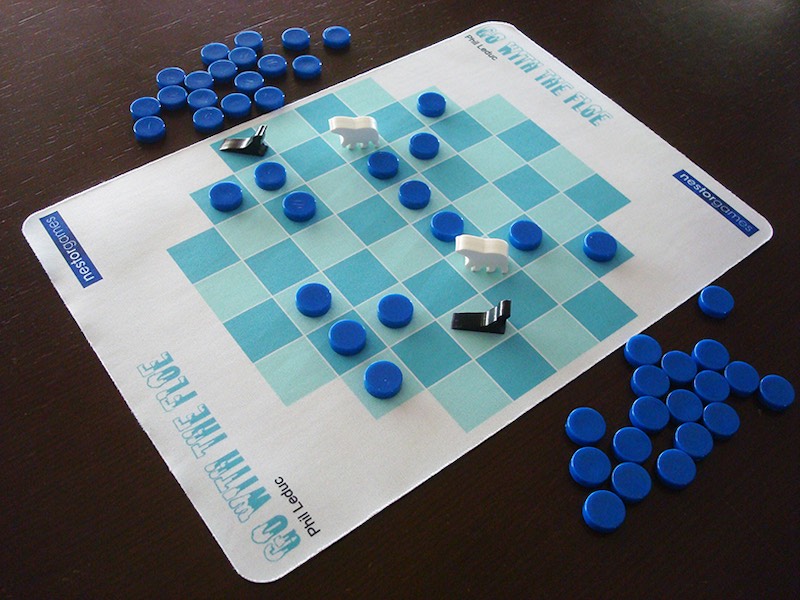 GO WITH THE FLOE
Phil Leduc
nestorgames
nestorgames
GO WITH THE FLOE
Phil Leduc